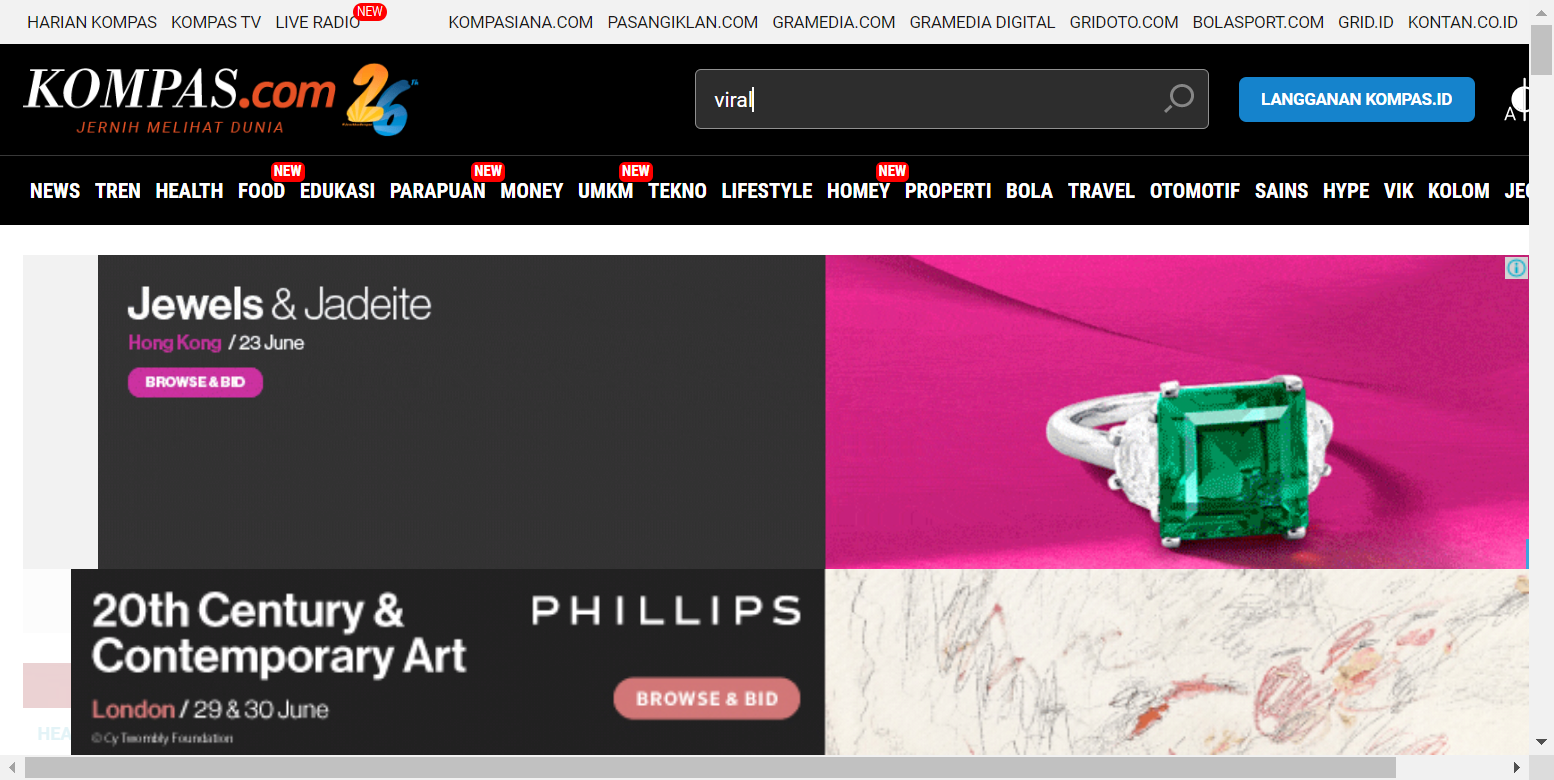 HARIAN KOMPAS KOMPAS TV LIVE RADIO NEW KOMPASIANA.COM PASANGIKLAN.COM GRAMEDIA.COM GRAMEDIA DIGITAL GRIDOTO.COM BOLASPORT.COM GRID.ID KONTAN.CO.ID
KOMPAS.com 26
JERNIH MELIHAT DUNIA
viral
LANGGANAN KOMPAS.ID
A
NEW NEW NEW NEW
NEWS TREN HEALTH FOOD EDUKASI PARAPUAN MONEY UMKM TEKNO LIFESTYLE HOMEY PROPERTI BOLA TRAVEL OTOMOTIF SAINS HYPE VIK KOLOM
Jewels & Jadeite
Hong Kong / 23 June
BROWSE & BID
20th Century &
Contemporary Art
PHILLIPS
BROWSE & BID
London / 29 & 30 June
© Cy Twombly Foundation
HEA